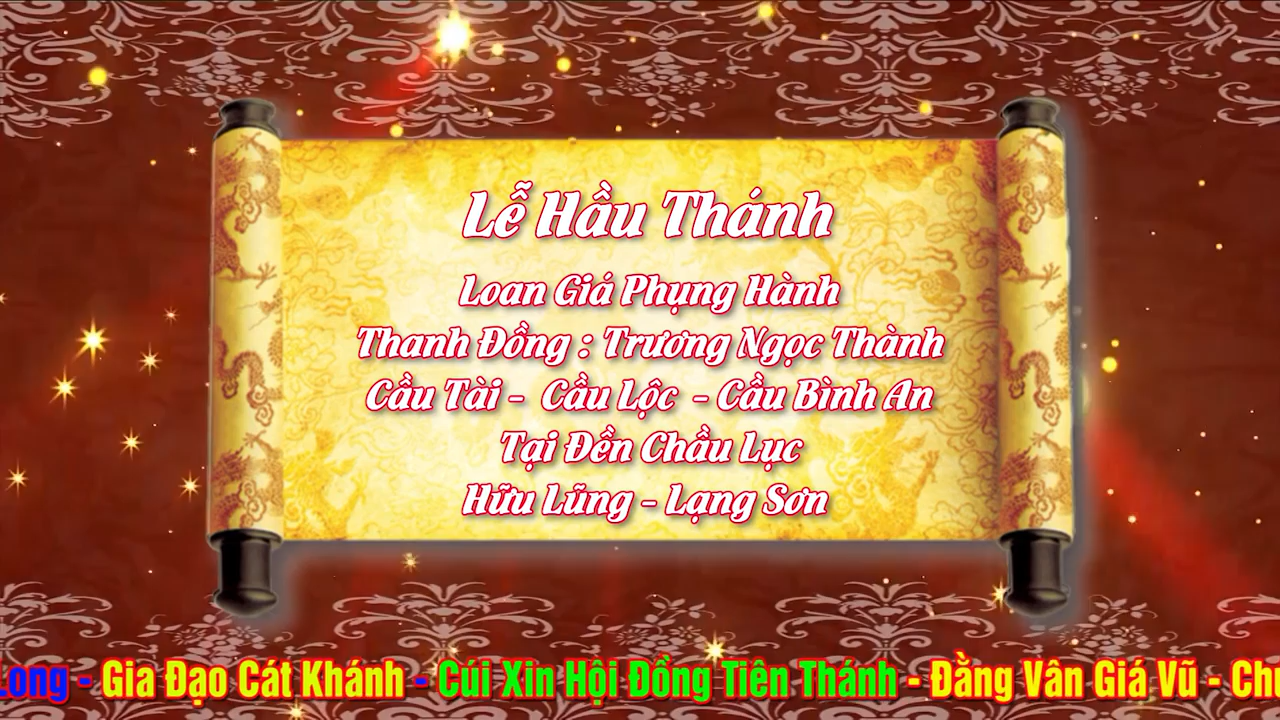 Lễ Hầu Thánh
Loan Giá Phụng Hành
Thanh Đồng : Trương Ngọc Thành
Cầu Tài - Cầu Lộc - Cầu Bình An
Tại Đền Chầu Lục
Hữu Lũng - Lạng Sơn
Long - Gia Đạo Cát Khánh - Cúi Xin Hội Đồng Tiên Thánh - Đằng Vân Giá Vũ -